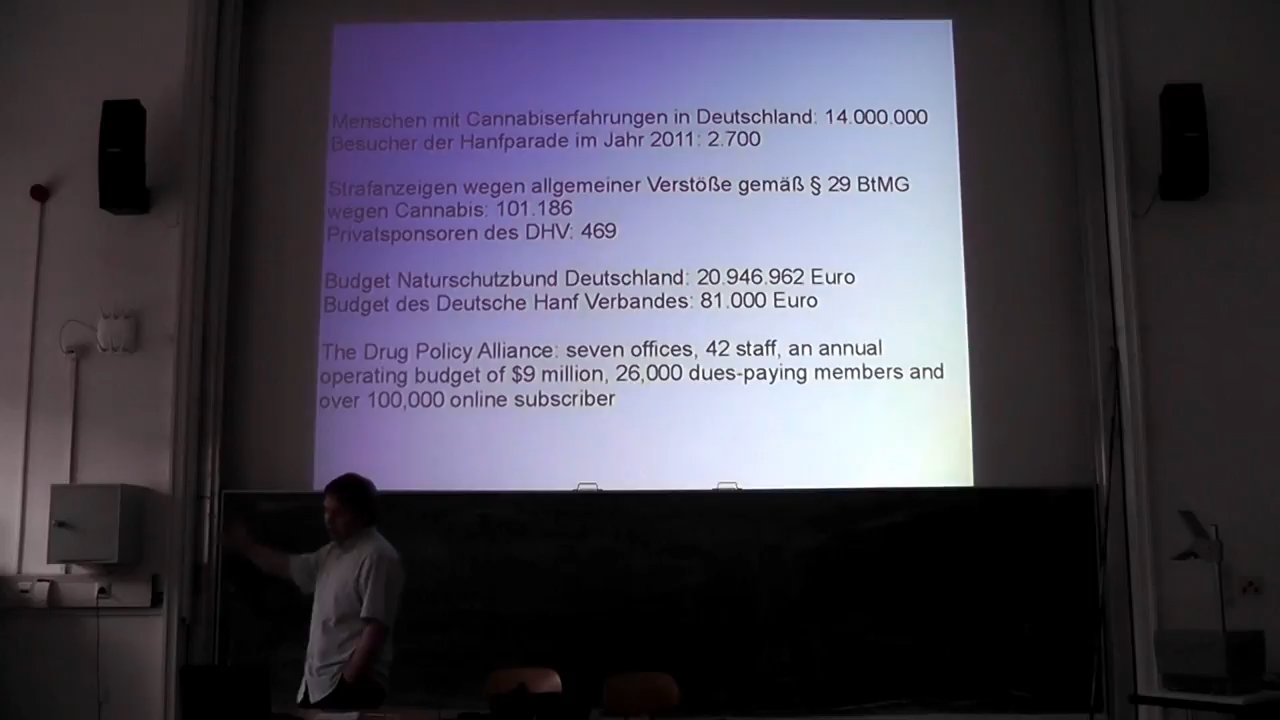 Menschen mit Cannabiserfahrungen in Deutschland: 14.000.000
Besucher der Hanfparade im Jahr 2011: 2.700
Strafanzeigen wegen allgemeiner Verstöße gemäß § 29 BtMG
wegen Cannabis: 101.186
Privatsponsoren des DHV: 469
Budget Naturschutzbund Deutschland: 20.946.962 Euro
Budget des Deutsche Hanf Verbandes: 81.000 Euro
The Drug Policy Alliance: seven offices, 42 staff, an annual
operating budget of $9 million, 26,000 dues-paying members and
over 100,000 online subscriber